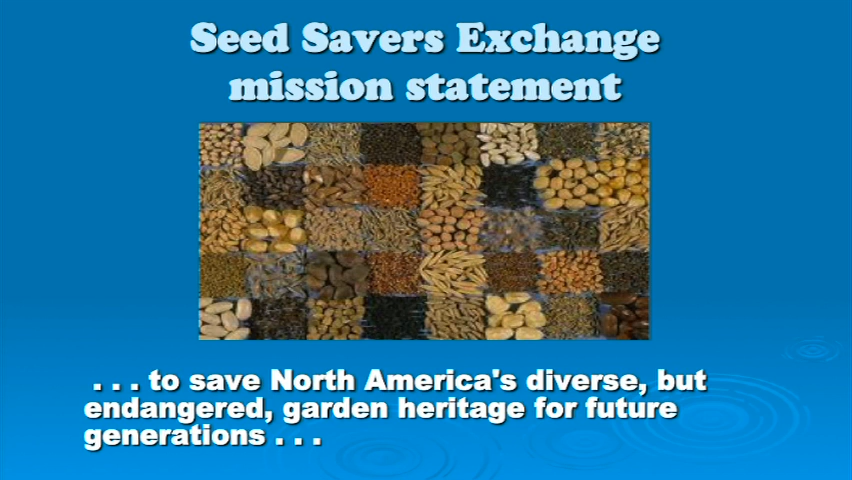 Seed Savers Exchange
mission statement
. . . to save North America's diverse, but
endangered, garden heritage for future
generations . . .